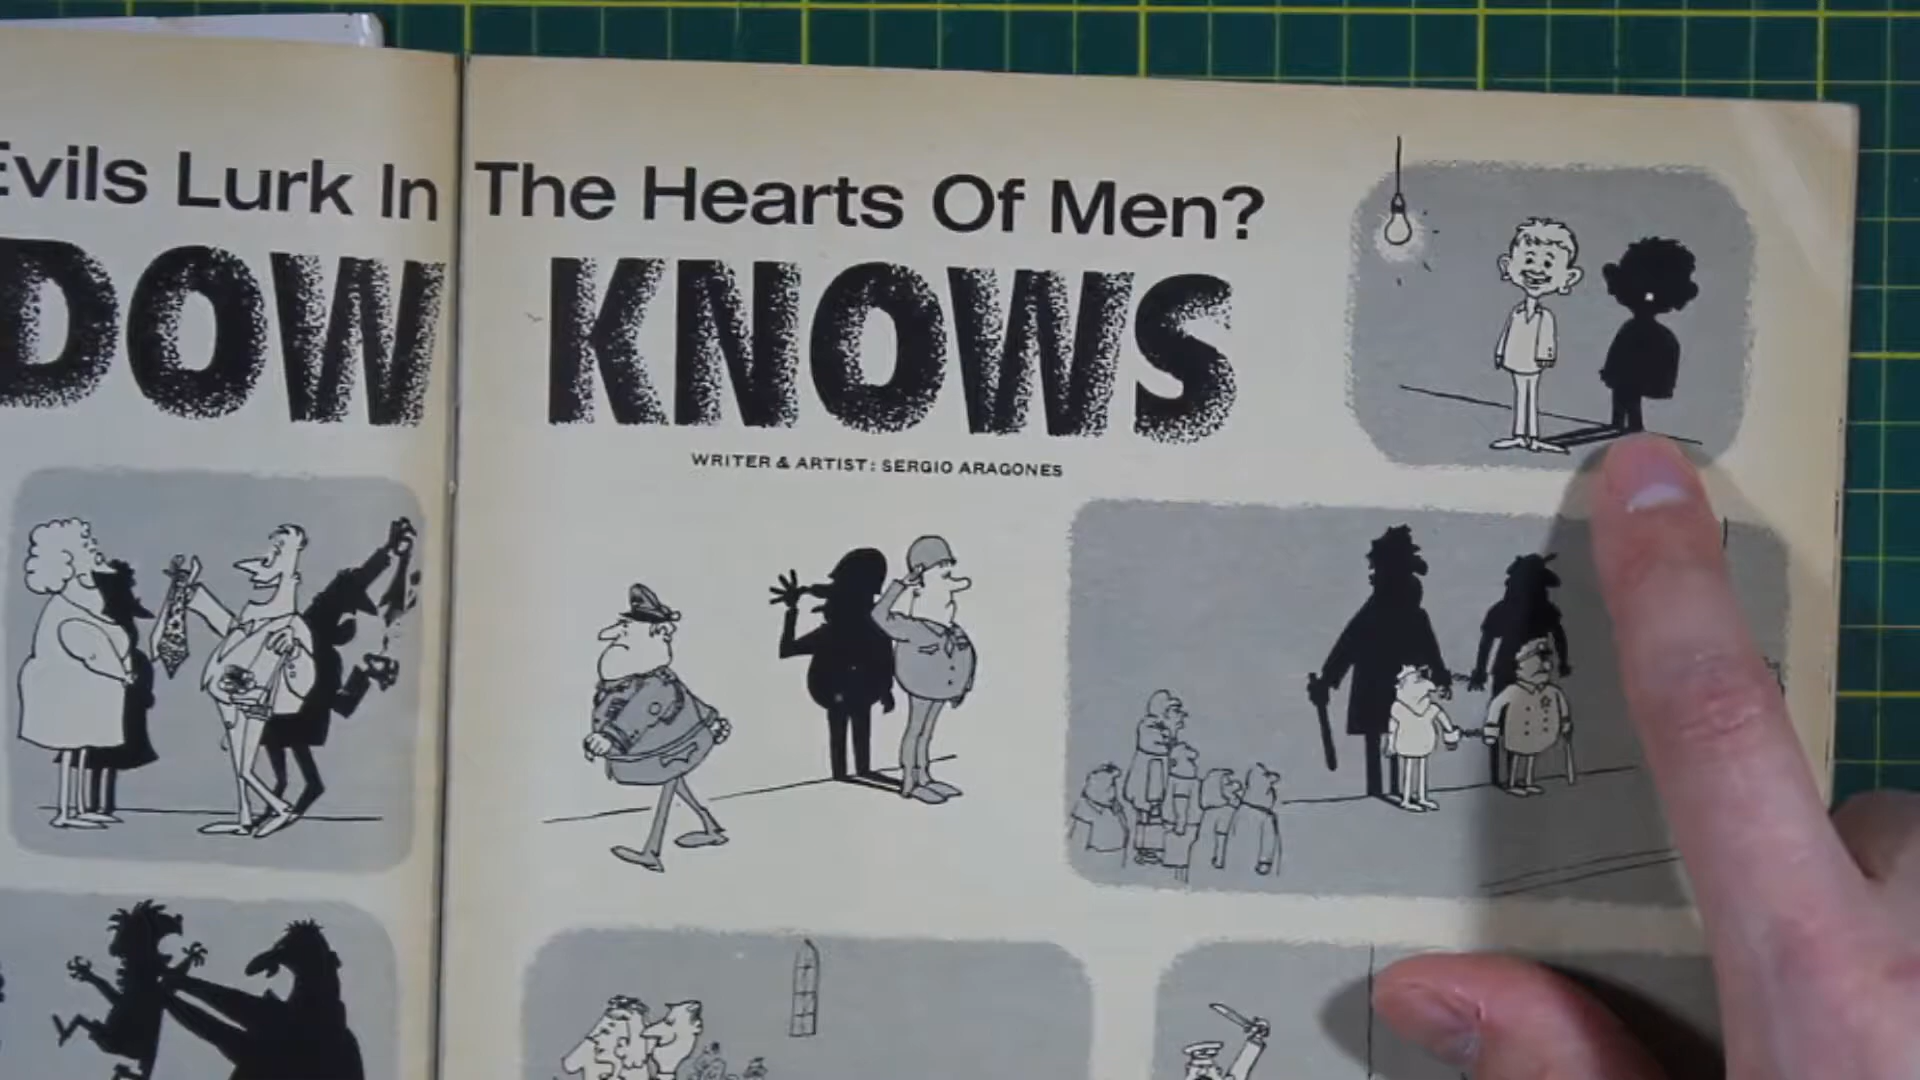 Evils Lurk In The Hearts Of Men?
DOW KNOWS
WRITER & ARTIST: SERGIO ARAGONES